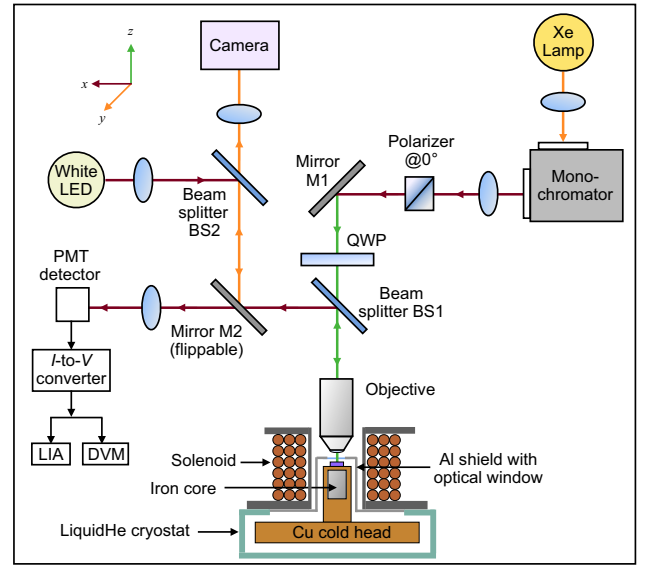 z
x
y
Camera
Xe
Lamp
White
LED
Beam
splitter
BS2
Mirror
M1
Polarizer
@0°
Mono-
chromator
QWP
PMT
detector
Mirror M2
(flippable)
Beam
splitter BS1
I-to-V
converter
Objective
LIA
DVM
Solenoid
Iron core
Al shield with
optical window
LiquidHe cryostat
Cu cold head